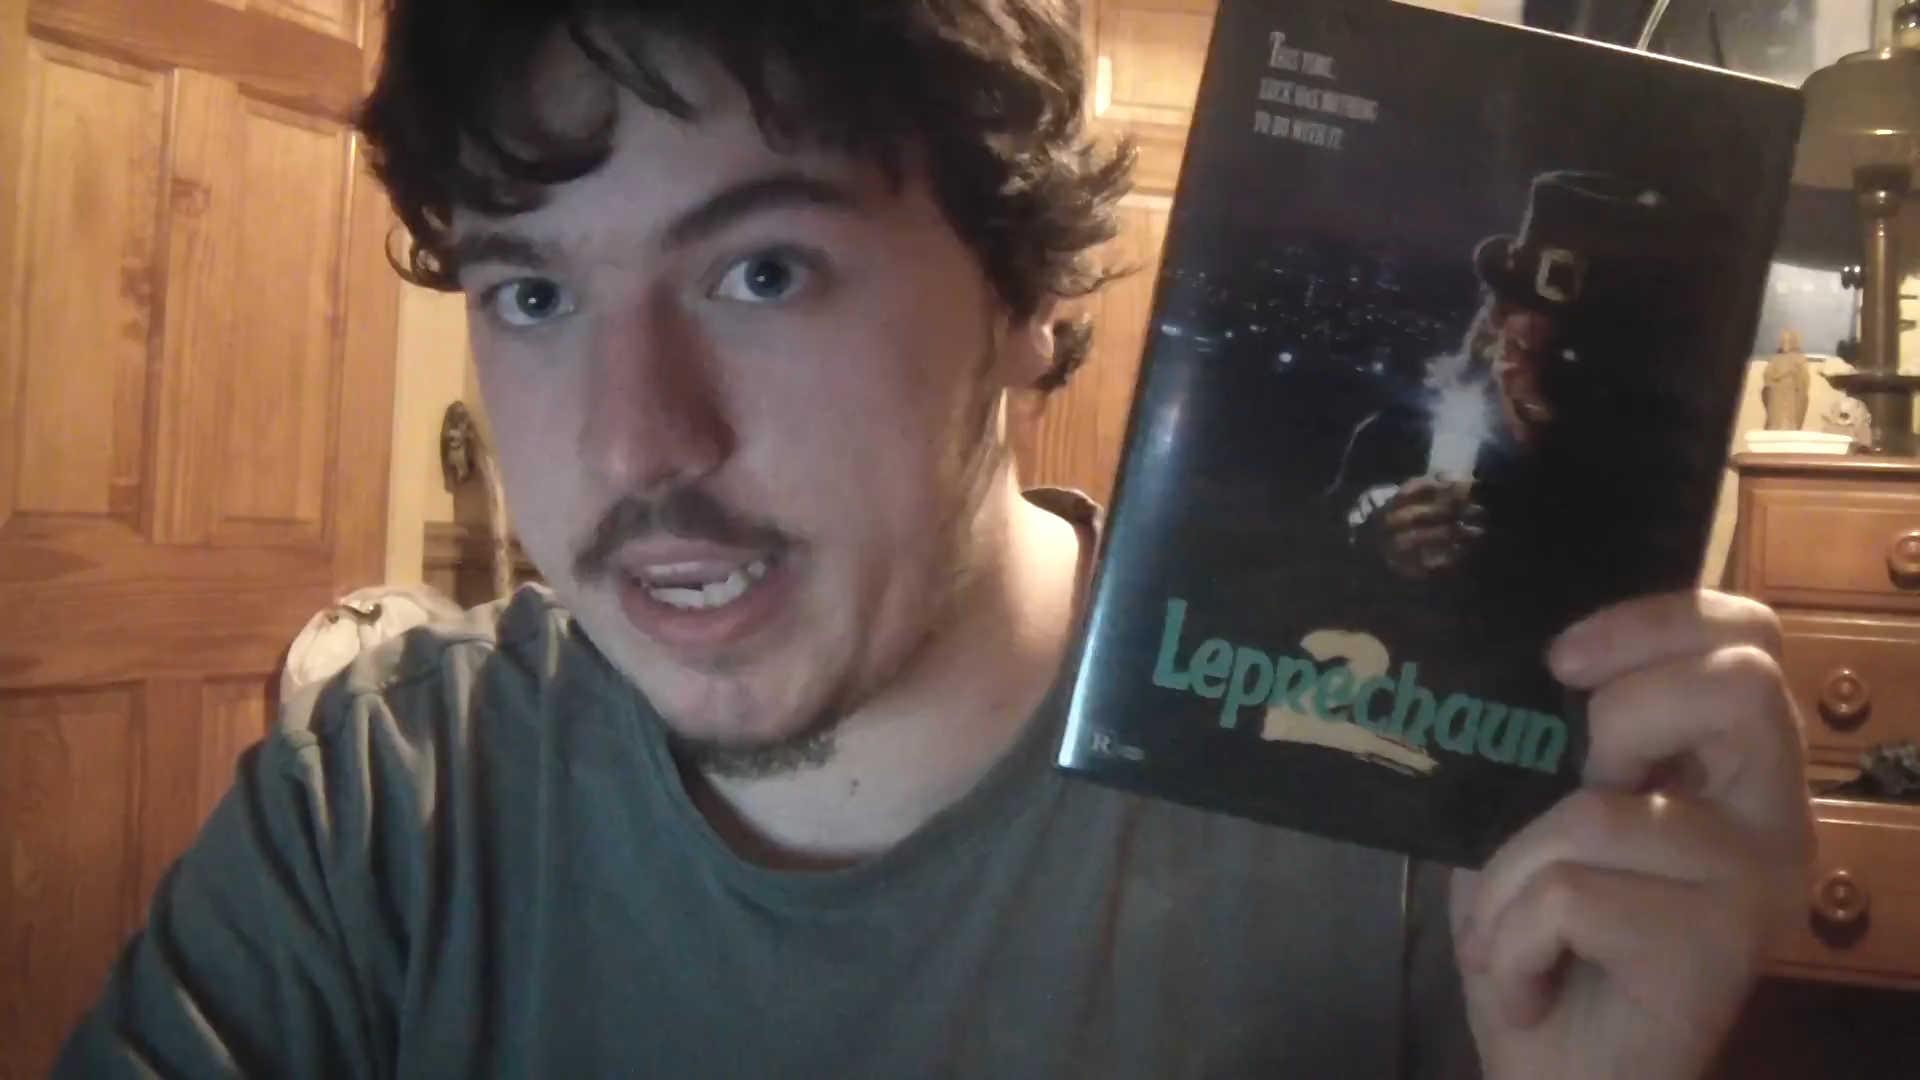 THIS TIME,
LUCK HAS NOTHING
TO DO WITH IT.
Leprechaun
2
R